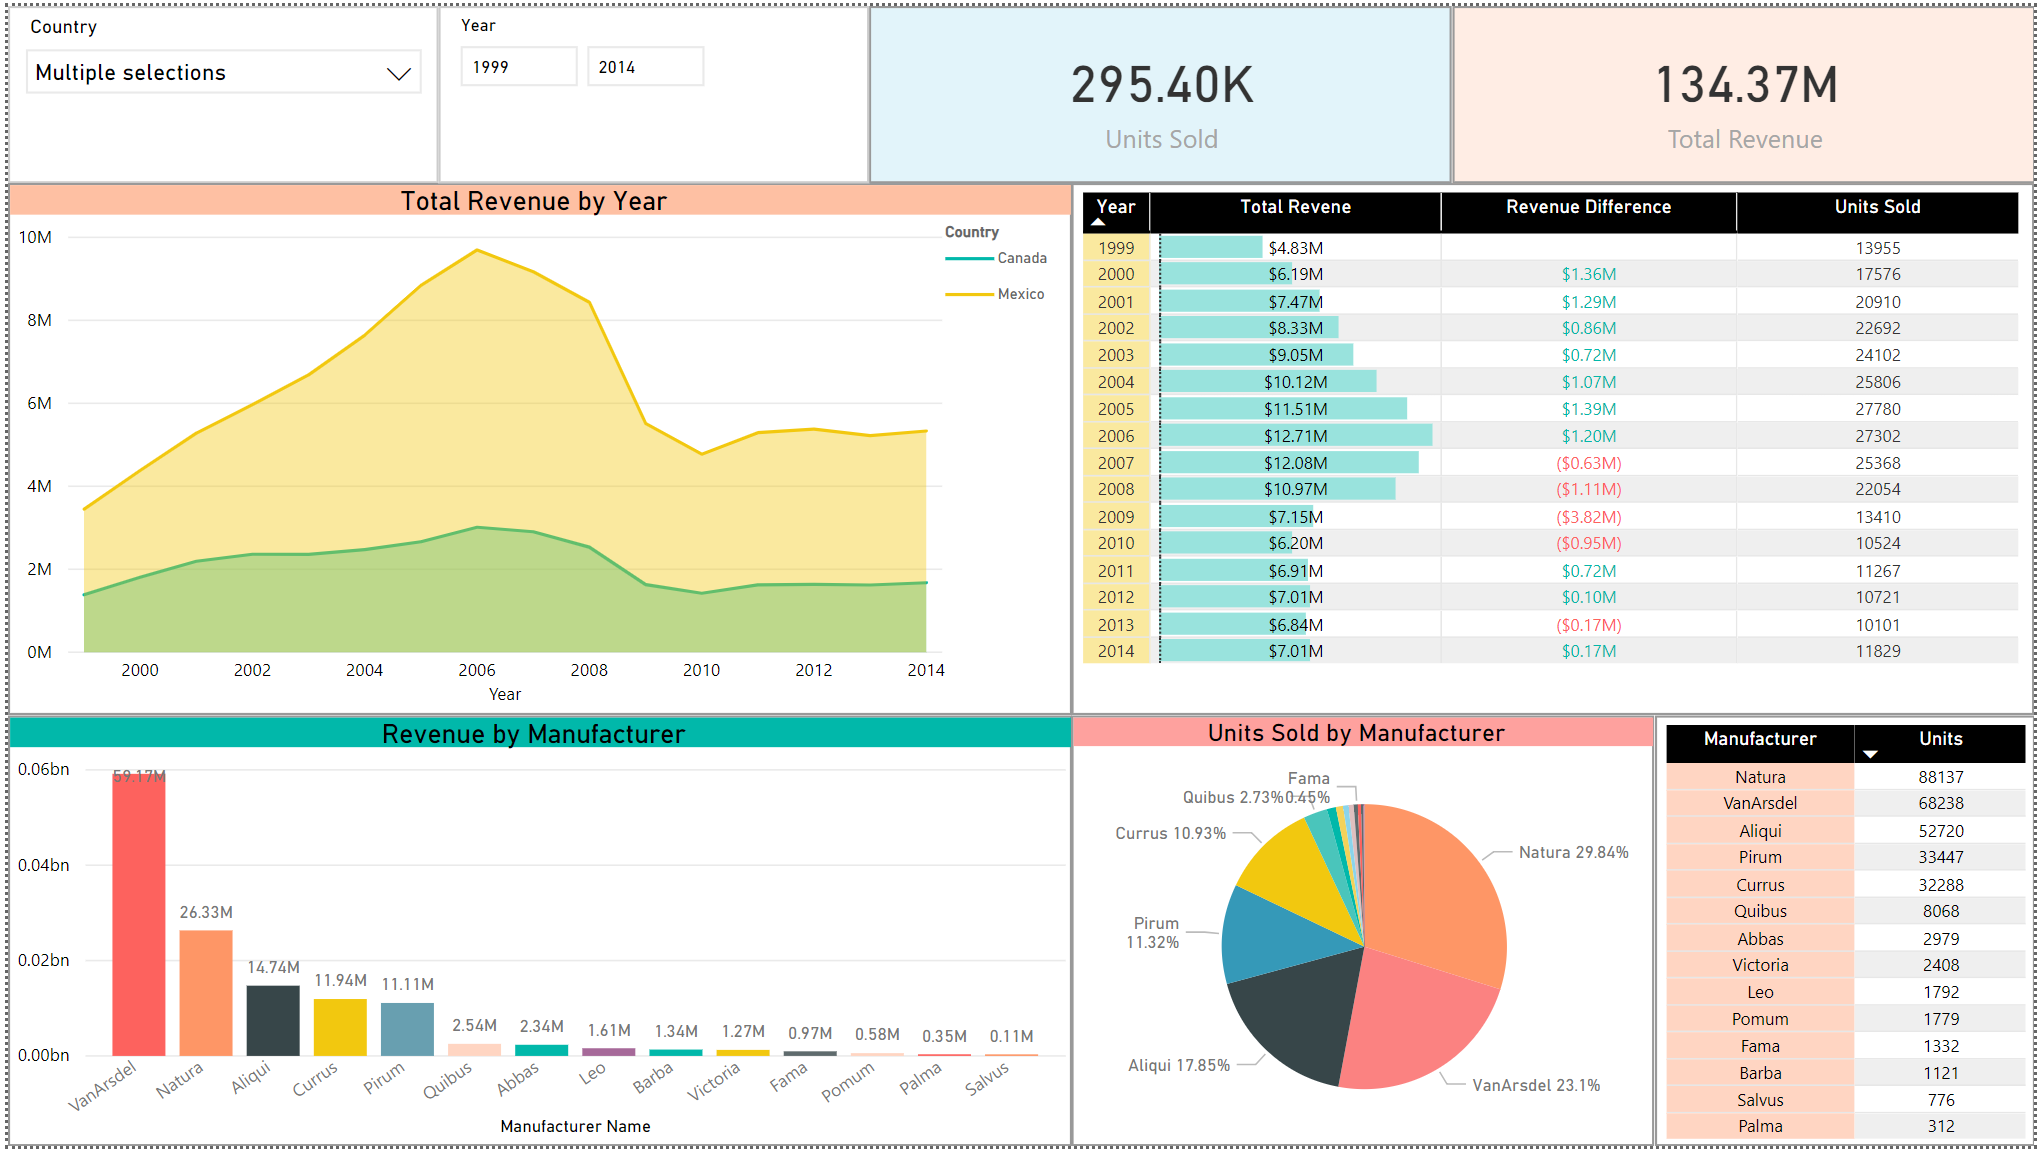 Country
Multiple selections
Year
1999 2014
295.40K
Units Sold
134.37M
Total Revenue
Total Revenue by Year
10M
8M
6M
4M
2M
0M
2000 2002 2004 2006 2008 2010 2012 2014
Year
Country
Canada
Mexico
Year Total Revene Revenue Difference Units Sold
1999 $4.83M 13955
2000 $6.19M $1.36M 17576
2001 $7.47M $1.29M 20910
2002 $8.33M $0.86M 22692
2003 $9.05M $0.72M 24102
2004 $10.12M $1.07M 25806
2005 $11.51M $1.39M 27780
2006 $12.71M $1.20M 27302
2007 $12.08M ($0.63M) 25368
2008 $10.97M ($1.11M) 22054
2009 $7.15M ($3.82M) 13410
2010 $6.20M ($0.95M) 10524
2011 $6.91M $0.72M 11267
2012 $7.01M $0.10M 10721
2013 $6.84M ($0.17M) 10101
2014 $7.01M $0.17M 11829
Revenue by Manufacturer
0.06bn
0.04bn
0.02bn
0.00bn
59.17M
26.33M
14.74M
11.94M
11.11M
2.54M
2.34M
1.61M
1.34M
1.27M
0.97M
0.58M
0.35M
0.11M
VanArsdel
Natura
Aliqui
Currus
Pirum
Quibus
Abbas
Leo
Barba
Victoria
Fama
Pomum
Palma
Salvus
Manufacturer Name
Units Sold by Manufacturer
Fama
0.45%
Quibus 2.73%
Currus 10.93%
Pirum
11.32%
Aliqui 17.85%
Natura 29.84%
VanArsdel 23.1%
Manufacturer Units
Natura 88137
VanArsdel 68238
Aliqui 52720
Pirum 33447
Currus 32288
Quibus 8068
Abbas 2979
Victoria 2408
Leo 1792
Pomum 1779
Fama 1332
Barba 1121
Salvus 776
Palma 312